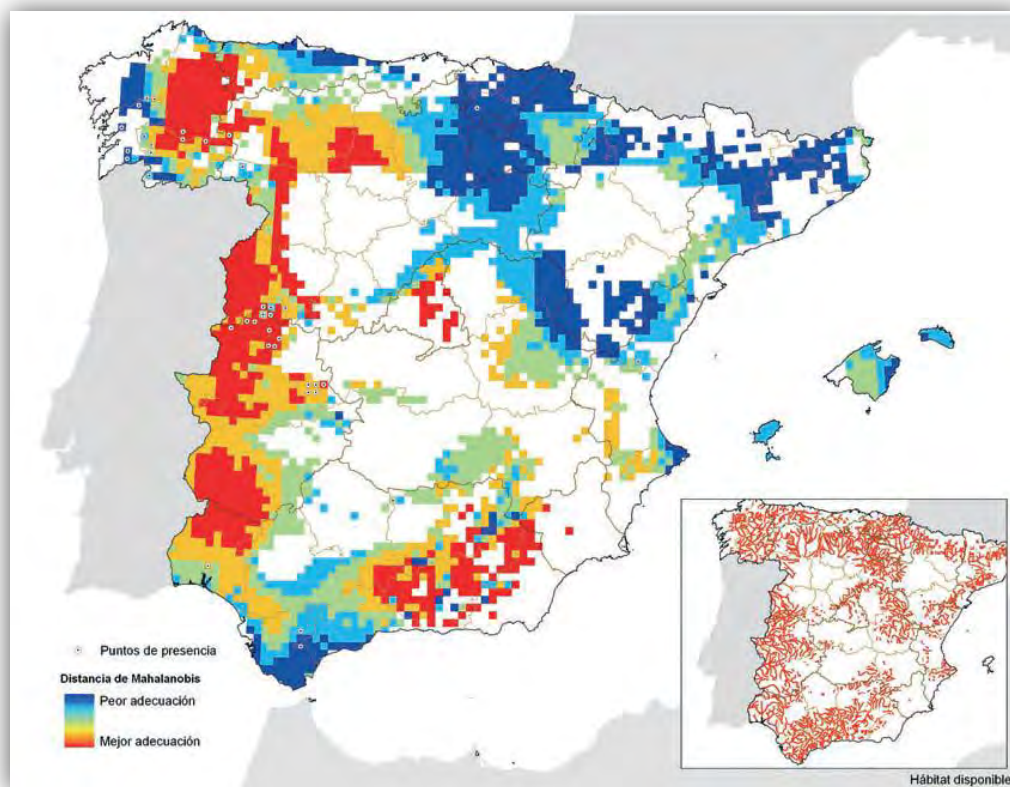 Puntos de presencia
Distancia de Mahalanobis
Peor adecuación
Mejor adecuación
Hábitat disponible